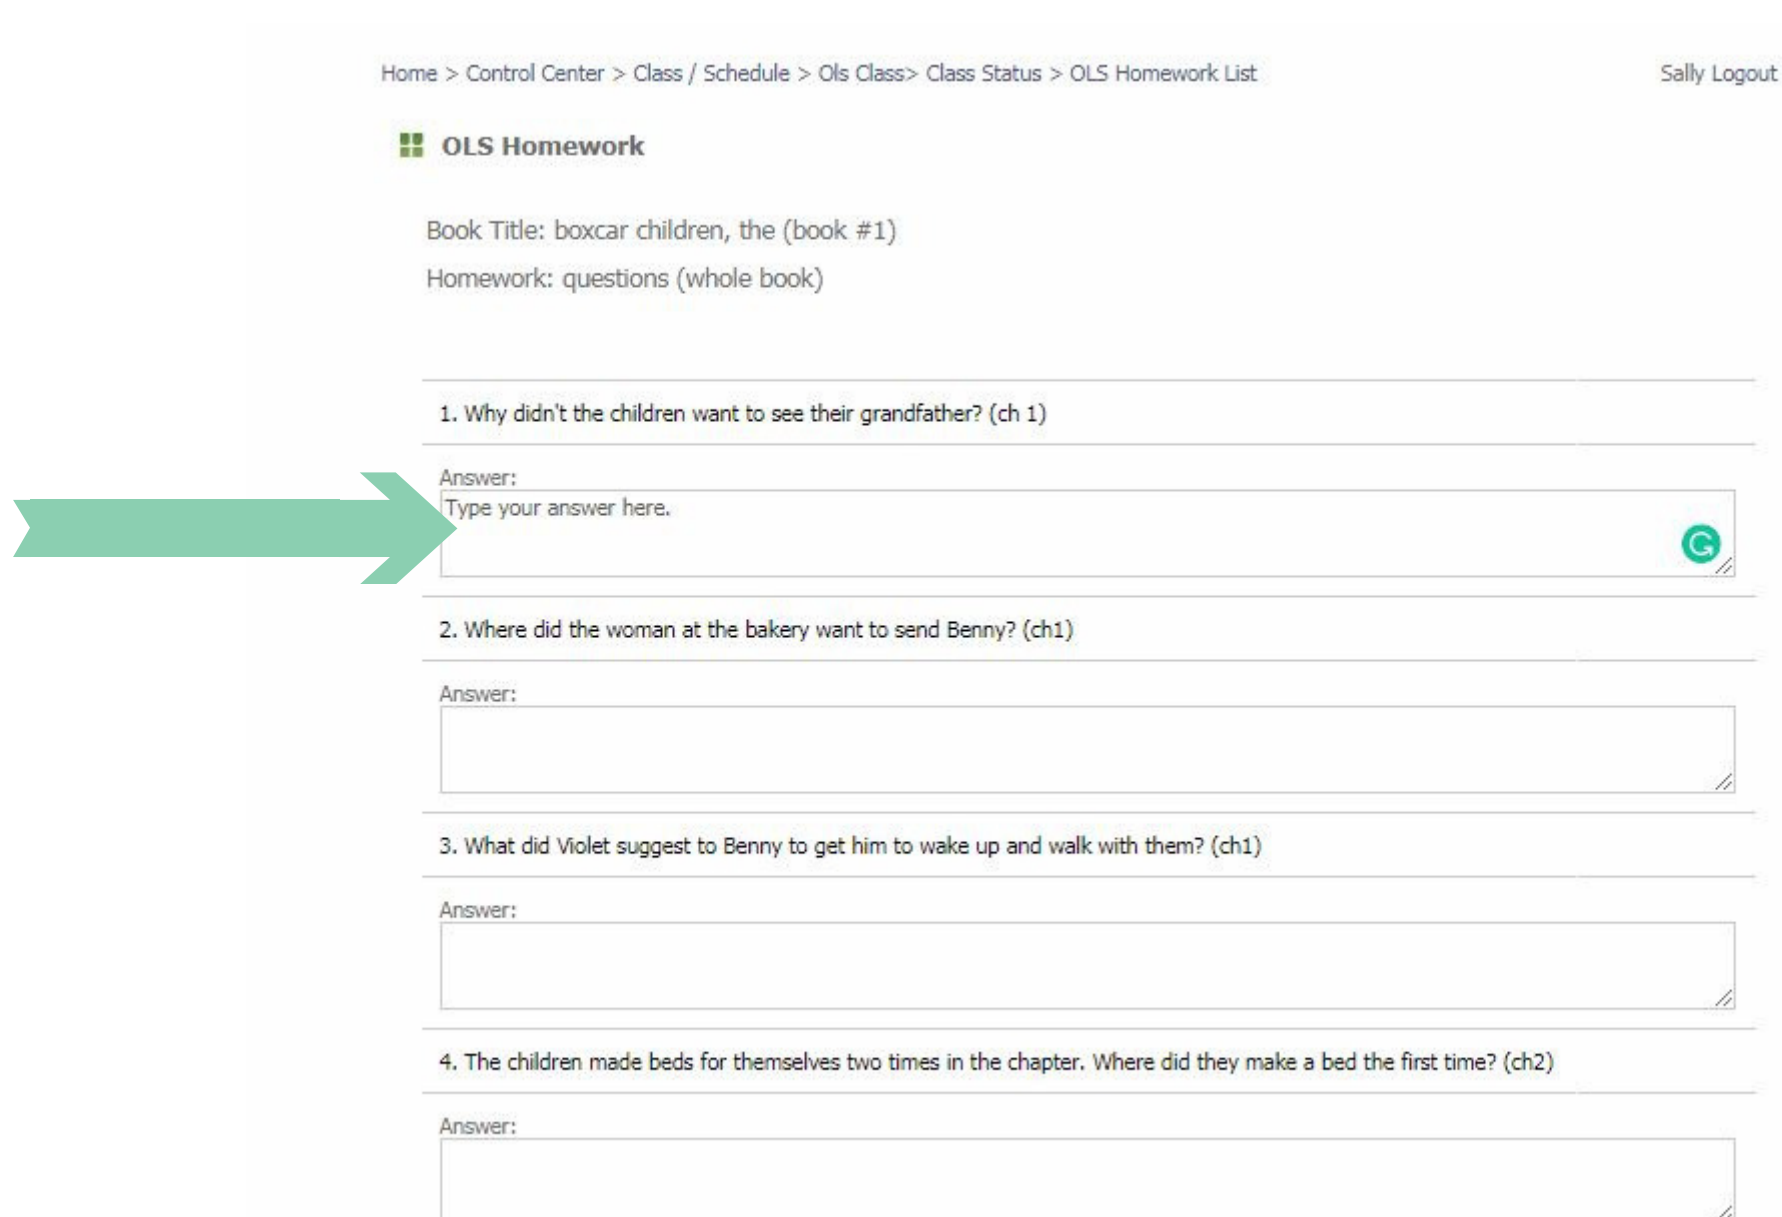 Home > Control Center > Class / Schedule > Ols Class> Class Status > OLS Homework List Sally Logout
OLS Homework
Book Title: boxcar children, the (book #1)
Homework: questions (whole book)
1. Why didn't the children want to see their grandfather? (ch 1)
Answer:
Type your answer here.
2. Where did the woman at the bakery want to send Benny? (ch1)
Answer:
3. What did Violet suggest to Benny to get him to wake up and walk with them? (ch1)
Answer:
4. The children made beds for themselves two times in the chapter. Where did they make a bed the first time? (ch2)
Answer: